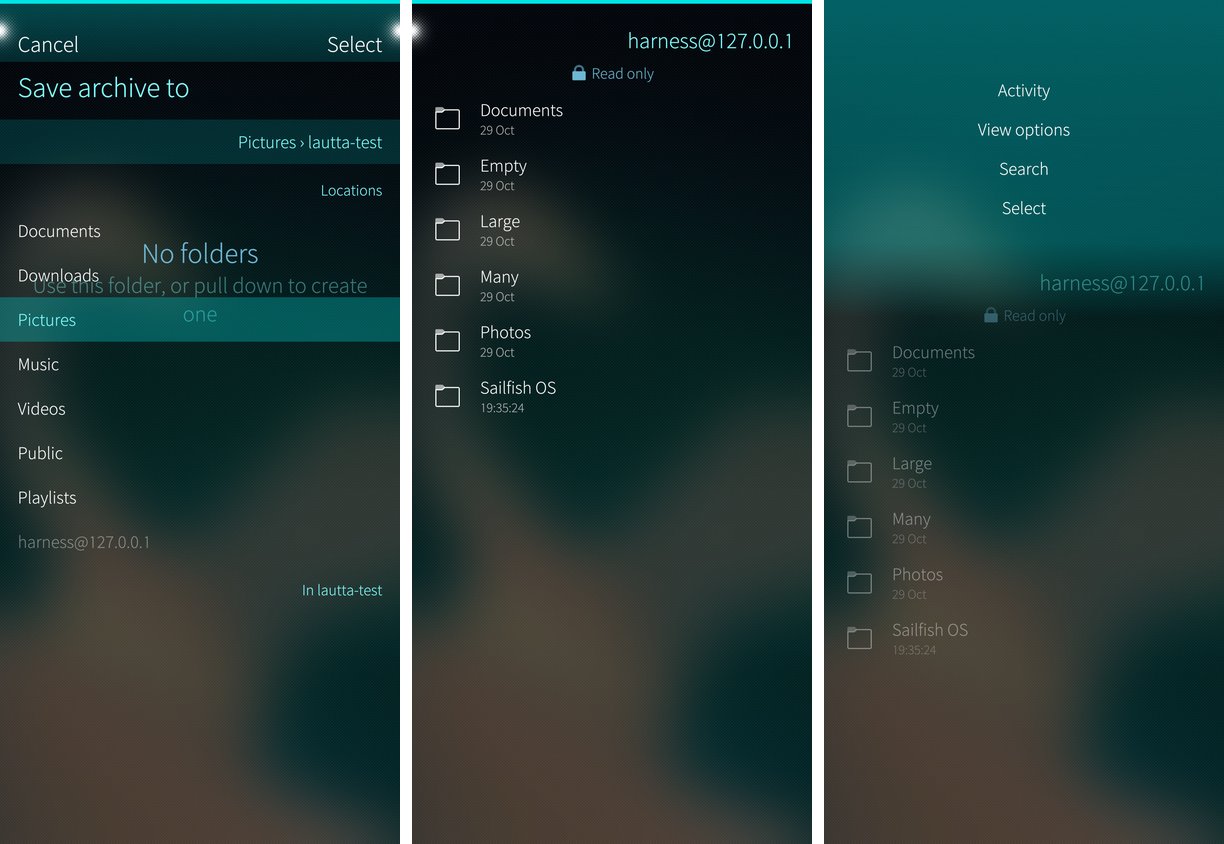 Cancel
Select
Save archive to
Pictures › lautta-test
Locations
Documents
No folders
Downloads
Use this folder, or pull down to create
one
Pictures
Music
Videos
Public
Playlists
harness@127.0.0.1
In lautta-test
harness@127.0.0.1
Read only
Documents
29 Oct
Empty
29 Oct
Large
29 Oct
Many
29 Oct
Photos
29 Oct
Sailfish OS
19:35:24
Activity
View options
Search
Select
harness@127.0.0.1
Read only
Documents
29 Oct
Empty
29 Oct
Large
29 Oct
Many
29 Oct
Photos
29 Oct
Sailfish OS
19:35:24